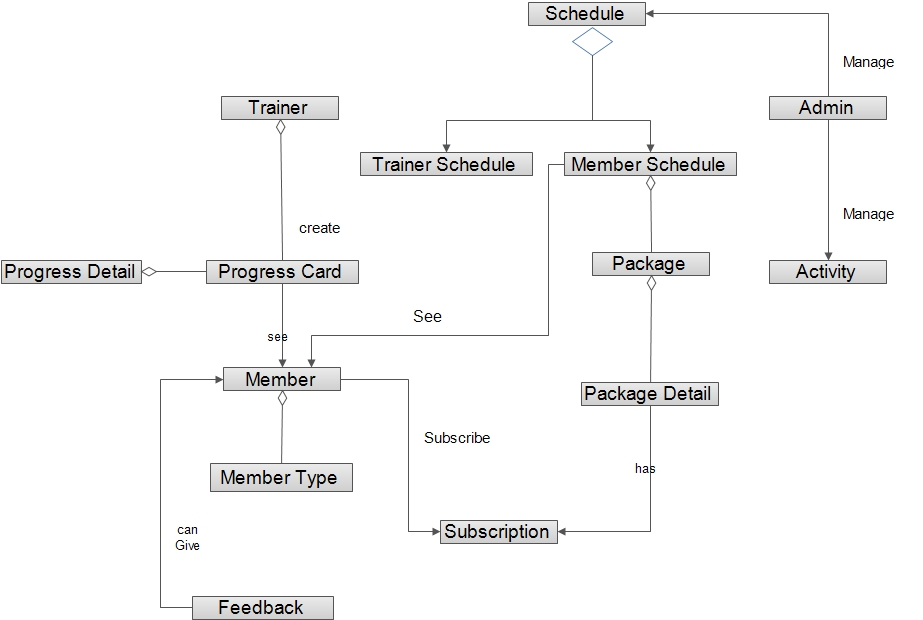 Schedule
Manage
Trainer
Admin
Trainer Schedule
Member Schedule
Manage
create
Progress Detail
Progress Card
Package
Activity
See
see
Member
Package Detail
Subscribe
has
Member Type
can
Give
Subscription
Feedback